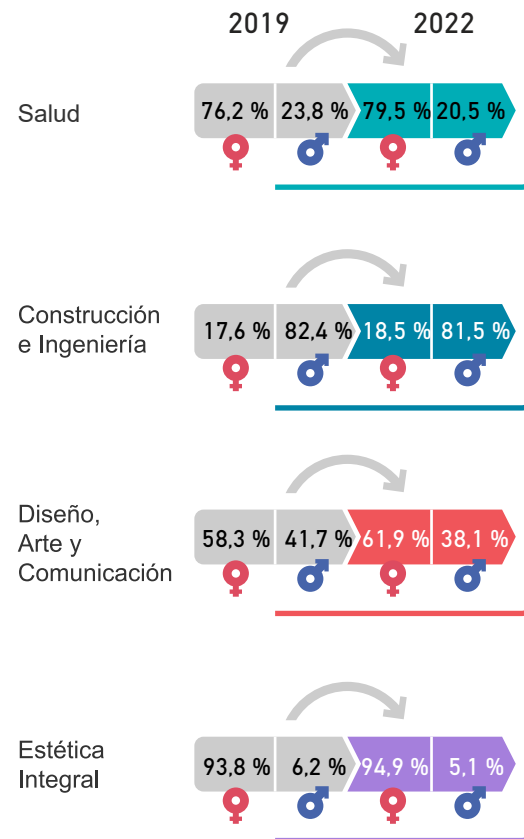 2019 2022
Salud
76,2 % 23,8 % 79,5 % 20,5 %
Construcción
e Ingeniería
17,6 % 82,4 % 18,5 % 81,5 %
Diseño,
Arte y
Comunicación
58,3 % 41,7 % 61,9 % 38,1 %
Estética
Integral
93,8 % 6,2 % 94,9 % 5,1 %